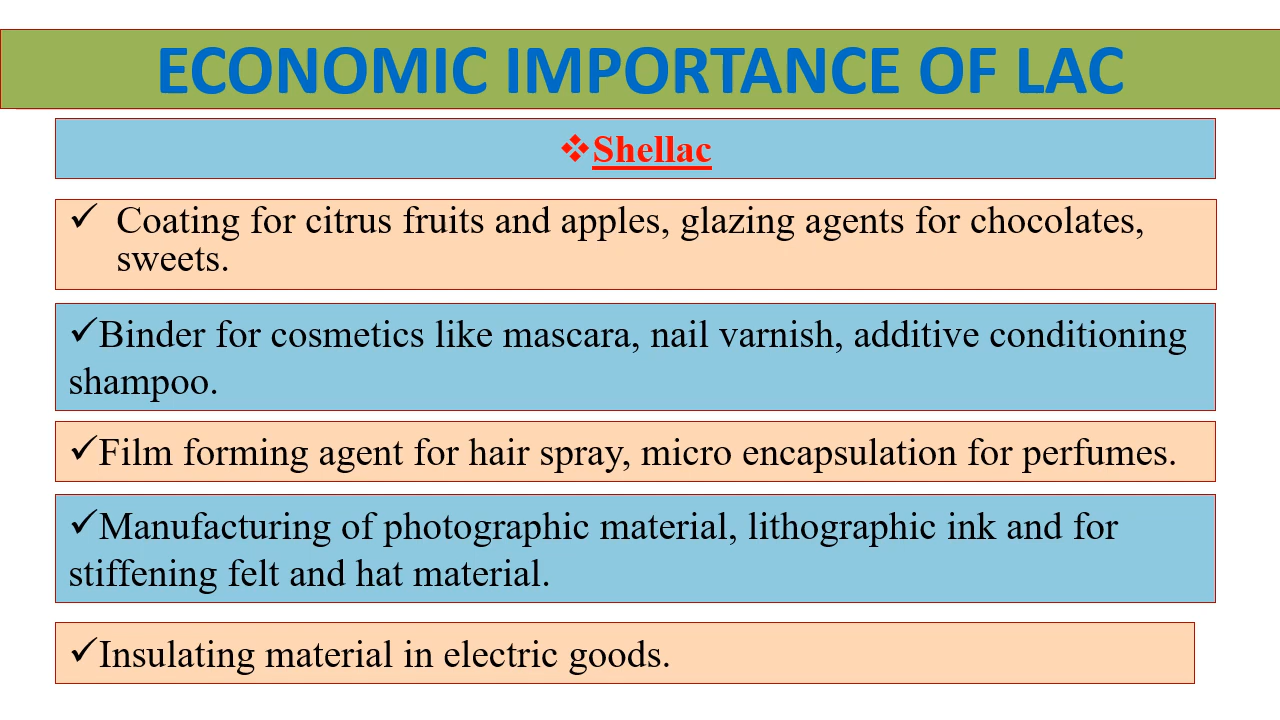 ECONOMIC IMPORTANCE OF LAC
❖Shellac
✓ Coating for citrus fruits and apples, glazing agents for chocolates,
sweets.
✓Binder for cosmetics like mascara, nail varnish, additive conditioning
shampoo.
✓Film forming agent for hair spray, micro encapsulation for perfumes.
✓Manufacturing of photographic material, lithographic ink and for
stiffening felt and hat material.
✓Insulating material in electric goods.